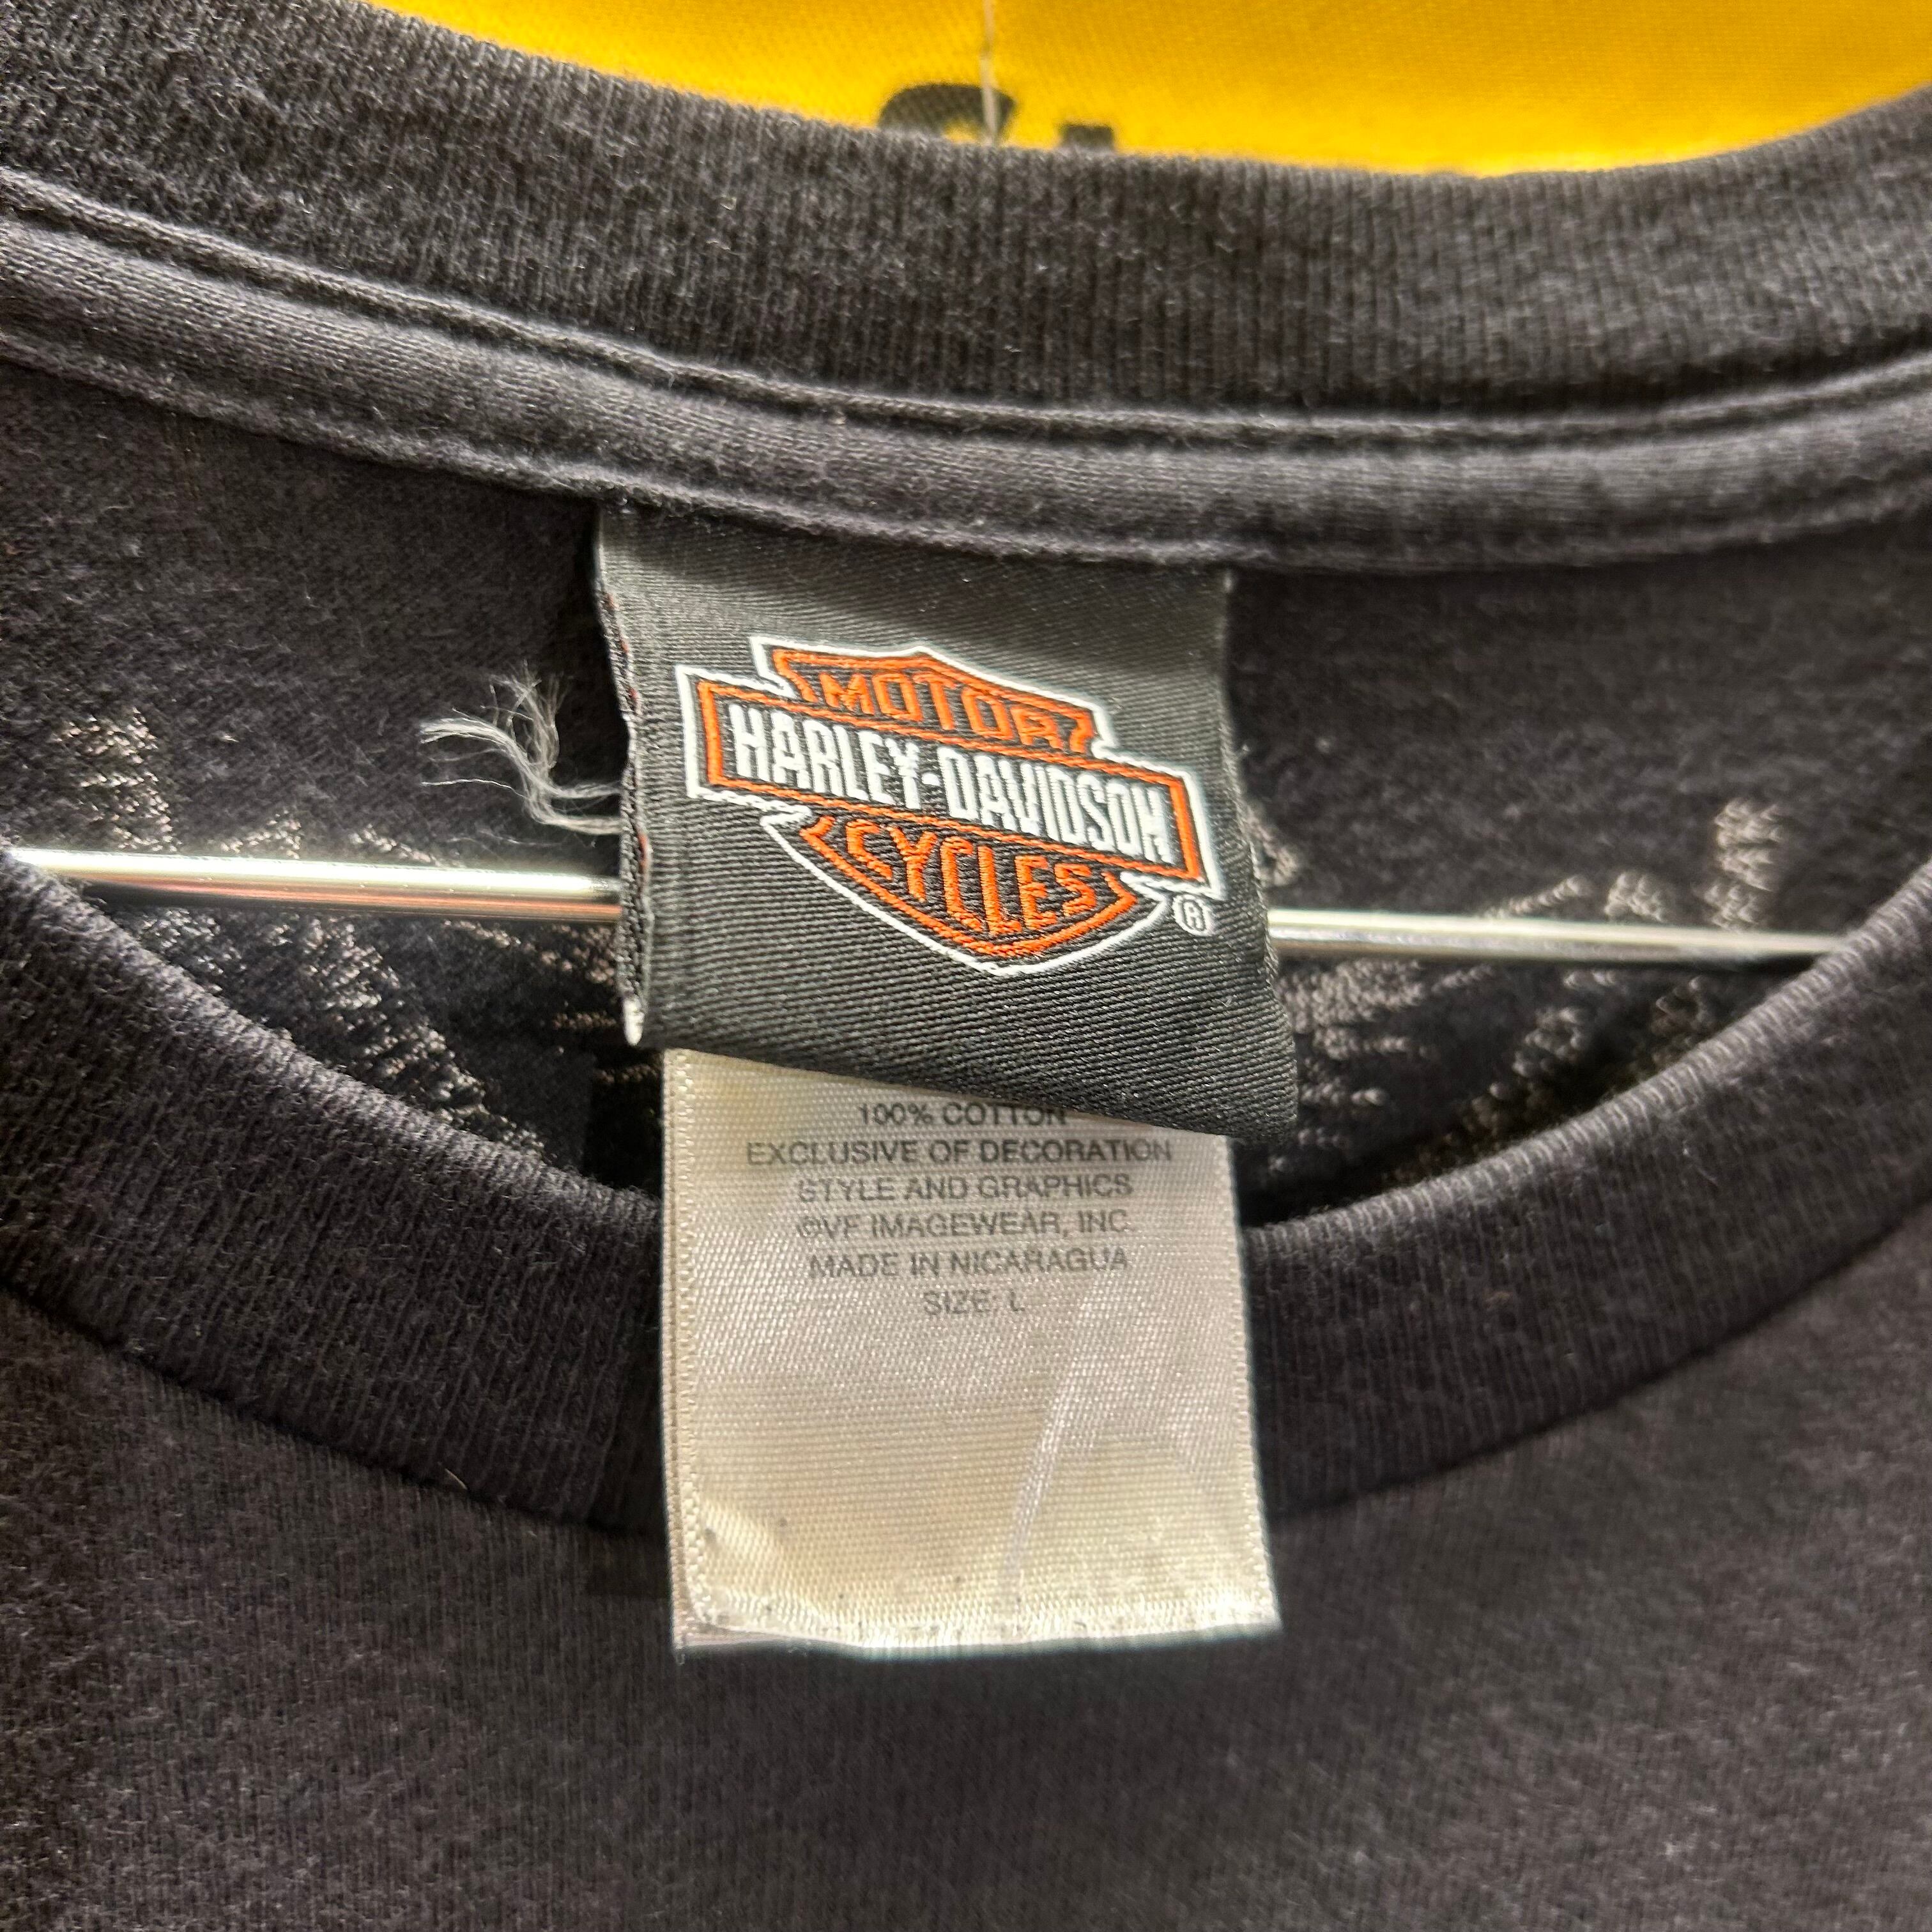 MOTOR
HARLEY-DAVIDSON
CYCLES
®
100% COTTON
EXCLUSIVE OF DECORATION
STYLE AND GRAPHICS
©VF IMAGEWEAR, INC.
MADE IN NICARAGUA
SIZE: L